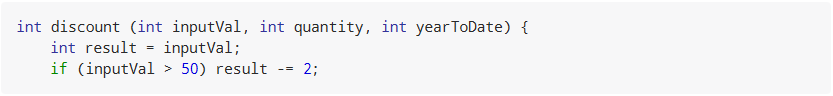 int discount (int inputVal, int quantity, int yearToDate) {
    int result = inputVal;
    if (inputVal > 50) result -= 2;